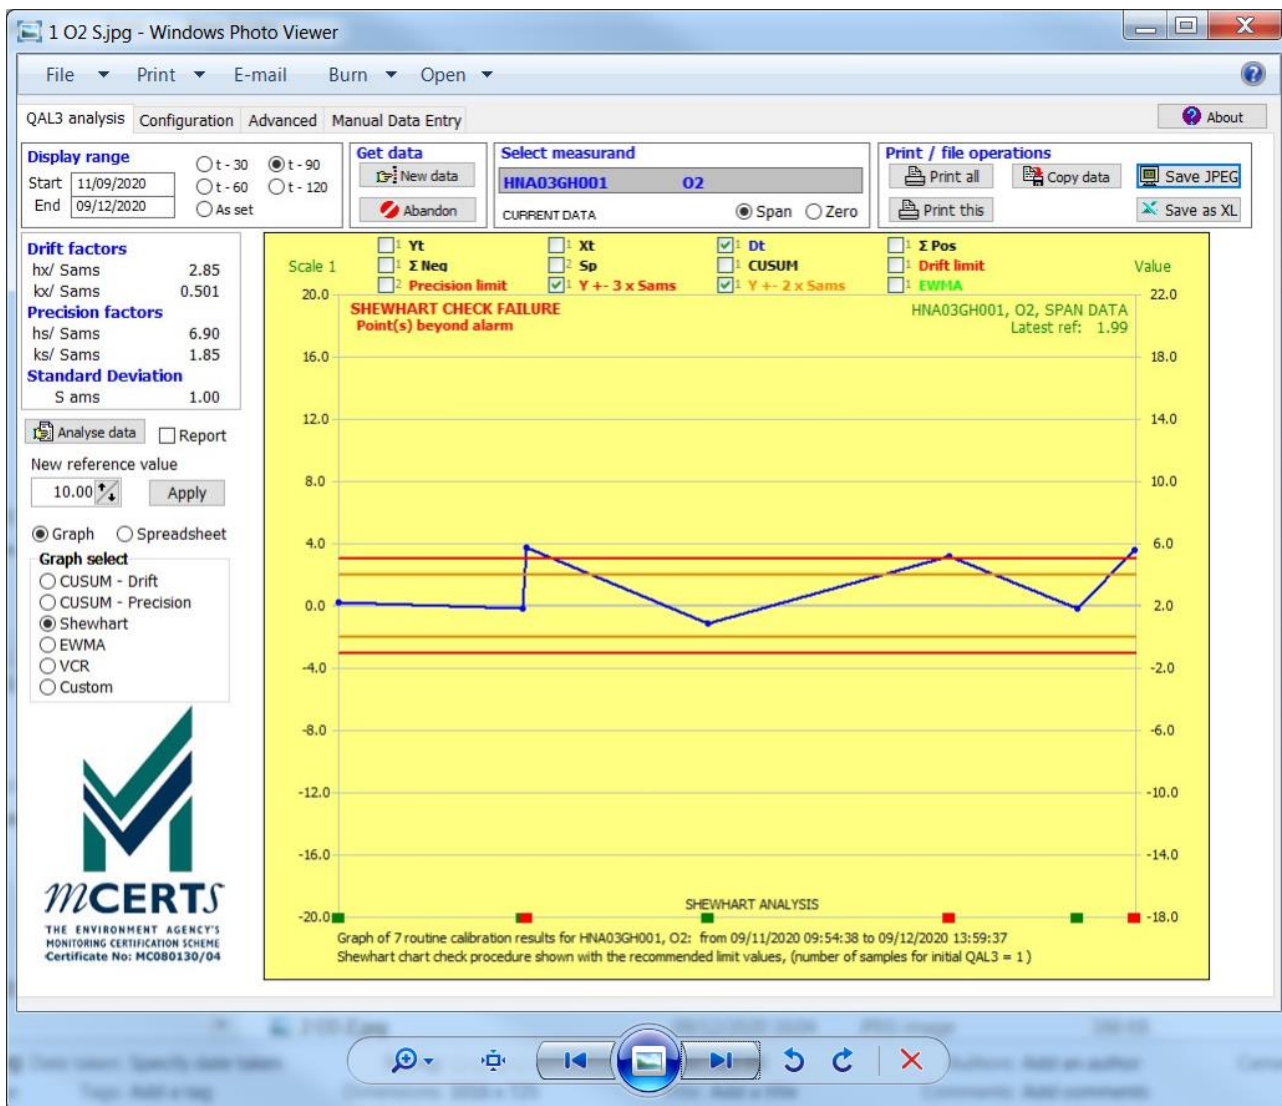 1 O2 S.jpg - Windows Photo Viewer
File Print E-mail Burn Open
QAL3 analysis Configuration Advanced Manual Data Entry About
Display range
t - 30 t - 90
Start 11/09/2020 t - 60 t - 120
End 09/12/2020 As set
Get data
New data
Abandon
Select measurand
HNA03GH001 O2
CURRENT DATA Span Zero
Print / file operations
Print all Copy data Save JPEG
Print this Save as XL
Drift factors
hx/ Sams 2.85
kx/ Sams 0.501
Precision factors
hs/ Sams 6.90
ks/ Sams 1.85
Standard Deviation
S ams 1.00
Analyse data Report
New reference value
10.00 Apply
Graph Spreadsheet
Graph select
CUSUM - Drift
CUSUM - Precision
Shewhart
EWMA
VCR
Custom
mCERTS
THE ENVIRONMENT AGENCY'S
MONITORING CERTIFICATION SCHEME
Certificate No: MC080130/04
1 Yt 1 Xt 1 Dt 1 Σ Pos
Scale 1 1 Σ Neg 2 Sp 1 CUSUM 1 Drift limit Value
2 Precision limit 1 Y +- 3 x Sams 1 Y +- 2 x Sams 1 EWMA
20.0 22.0
SHEWHART CHECK FAILURE HNA03GH001, O2, SPAN DATA
Point(s) beyond alarm Latest ref: 1.99
16.0 18.0
12.0 14.0
8.0 10.0
4.0 6.0
0.0 2.0
-4.0 -2.0
-8.0 -6.0
-12.0 -10.0
-16.0 -14.0
SHEWHART ANALYSIS
-20.0 -18.0
Graph of 7 routine calibration results for HNA03GH001, O2: from 09/11/2020 09:54:38 to 09/12/2020 13:59:37
Shewhart chart check procedure shown with the recommended limit values, (number of samples for initial QAL3 = 1 )